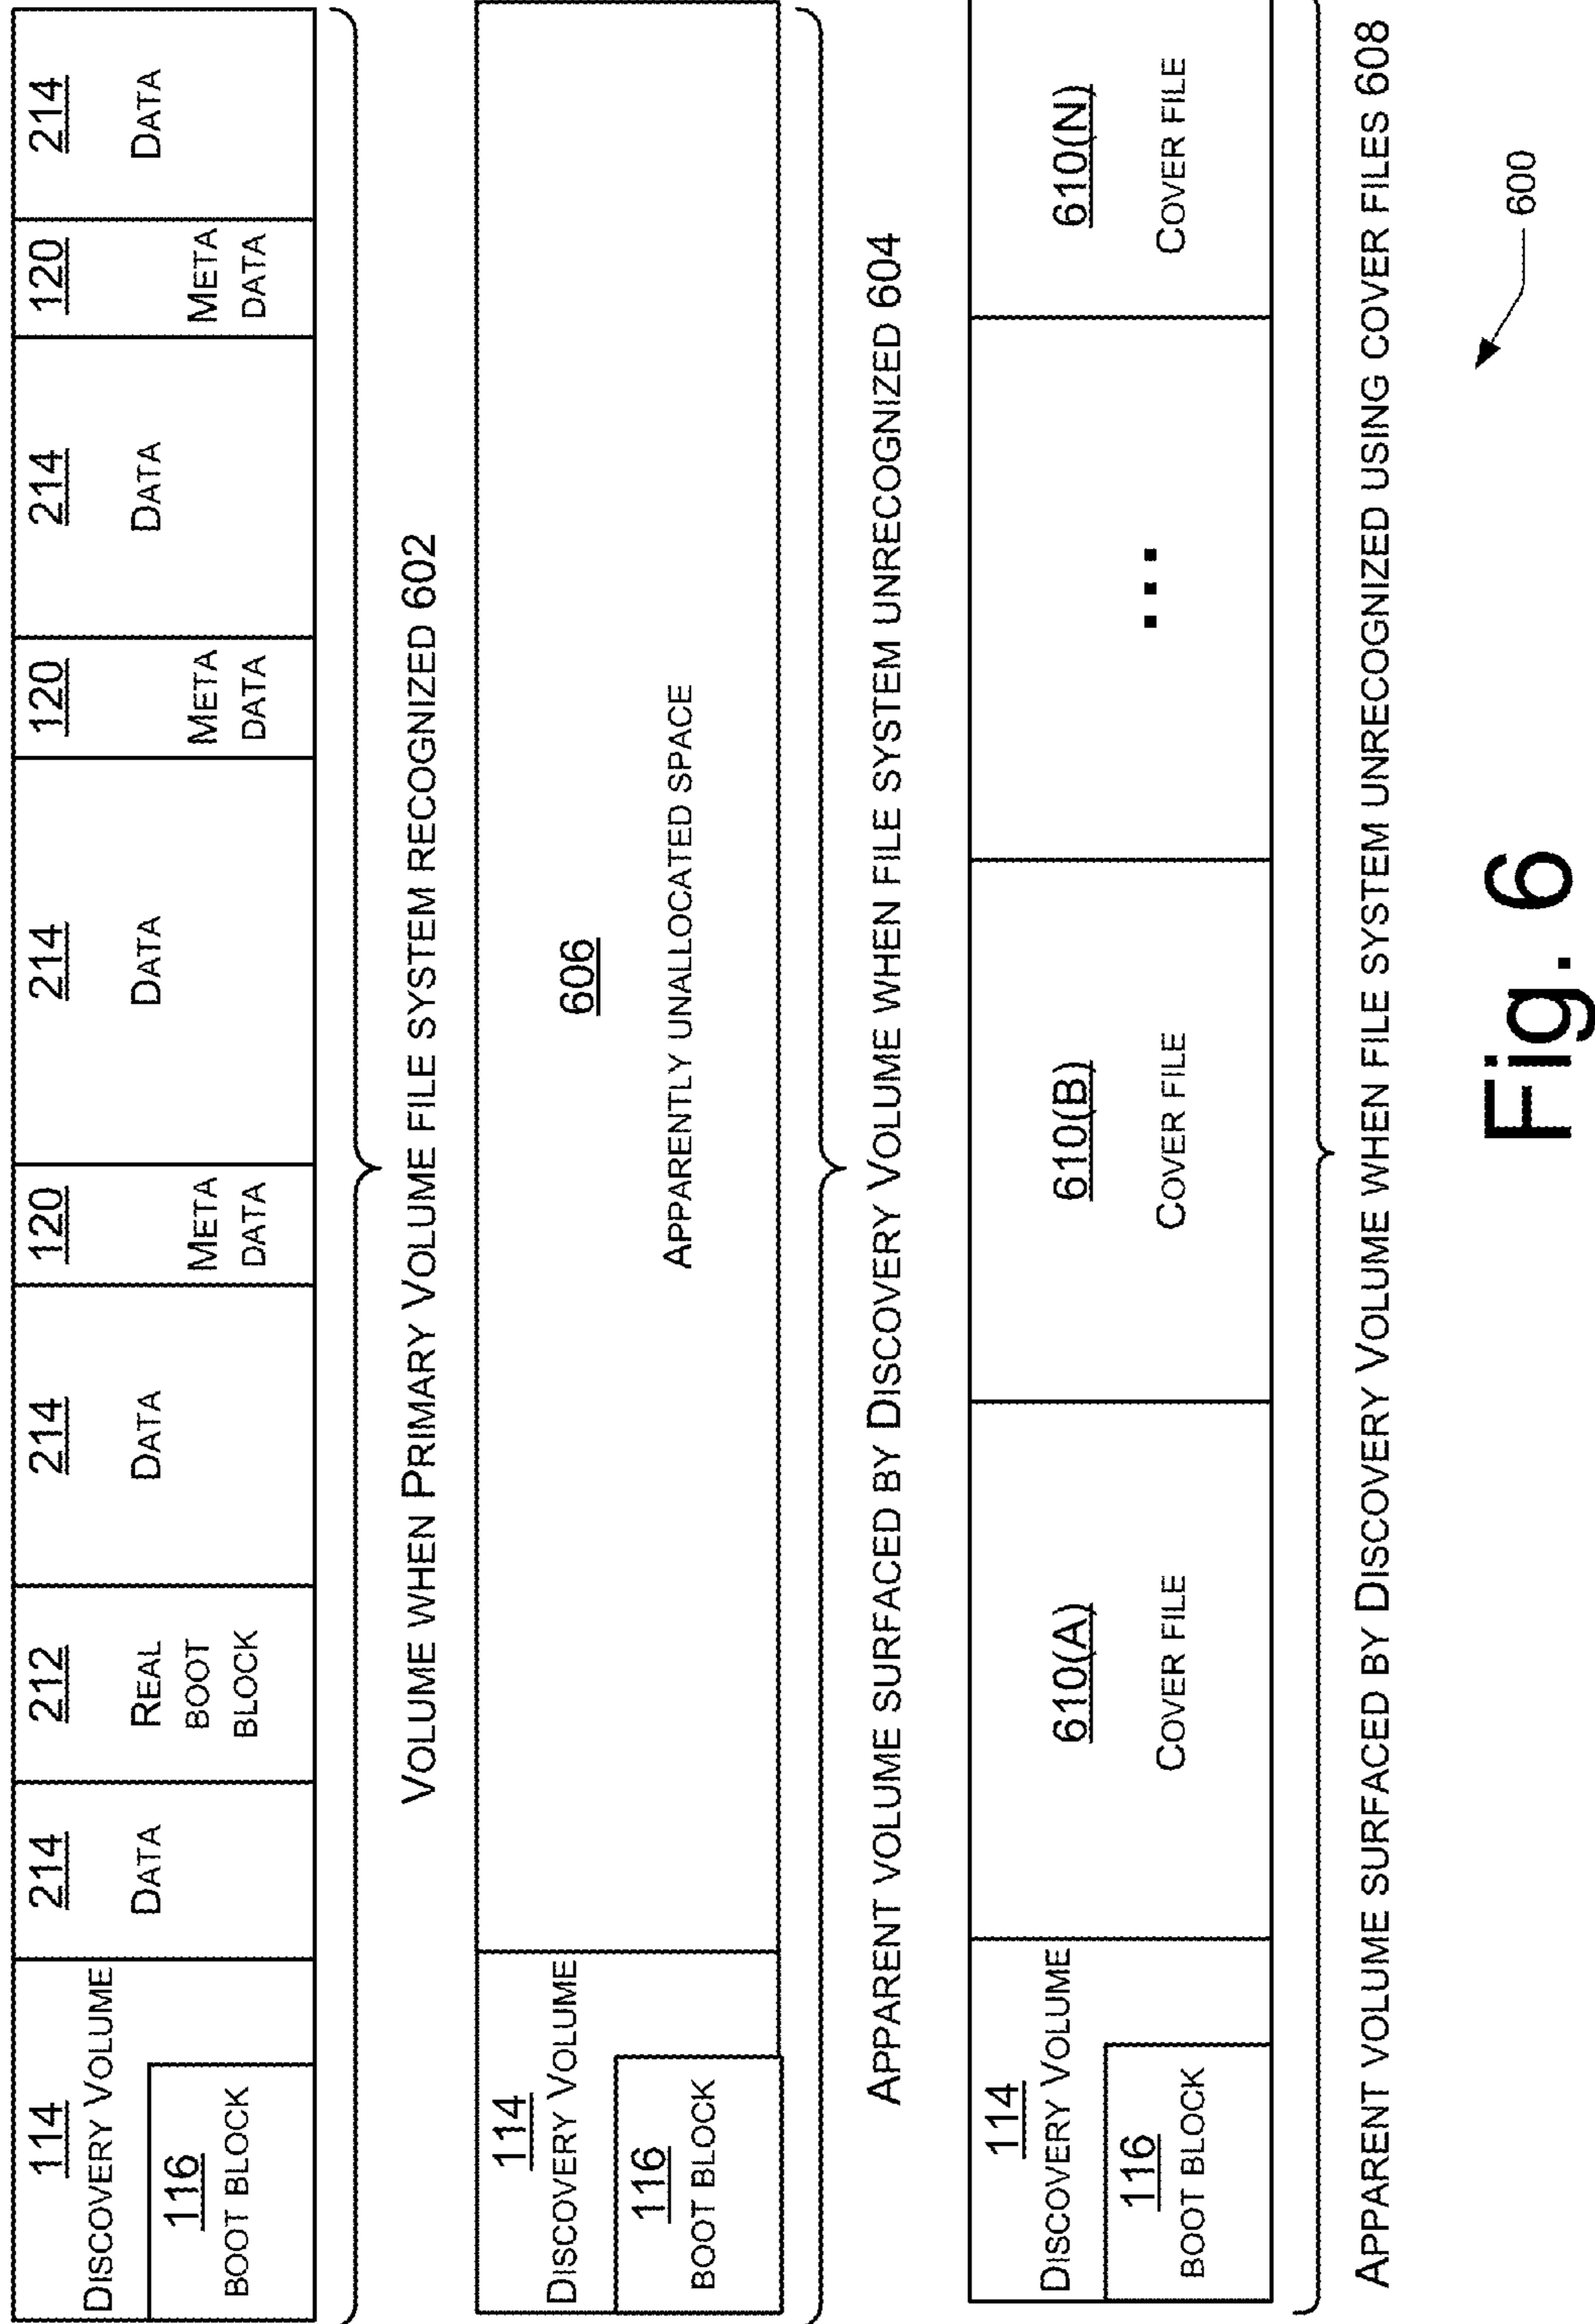 114
DISCOVERY VOLUME
116
BOOT BLOCK
214
DATA
212
REAL
BOOT
BLOCK
214
DATA
120
META
DATA
214
DATA
120
META
DATA
214
DATA
120
META
DATA
214
DATA
VOLUME WHEN PRIMARY VOLUME FILE SYSTEM RECOGNIZED 602
114
DISCOVERY VOLUME
116
BOOT BLOCK
606
APPARENTLY UNALLOCATED SPACE
APPARENT VOLUME SURFACED BY DISCOVERY VOLUME WHEN FILE SYSTEM UNRECOGNIZED 604
114
DISCOVERY VOLUME
116
BOOT BLOCK
610(A)
COVER FILE
610(B)
COVER FILE
...
610(N)
COVER FILE
APPARENT VOLUME SURFACED BY DISCOVERY VOLUME WHEN FILE SYSTEM UNRECOGNIZED USING COVER FILES 608
600
Fig. 6